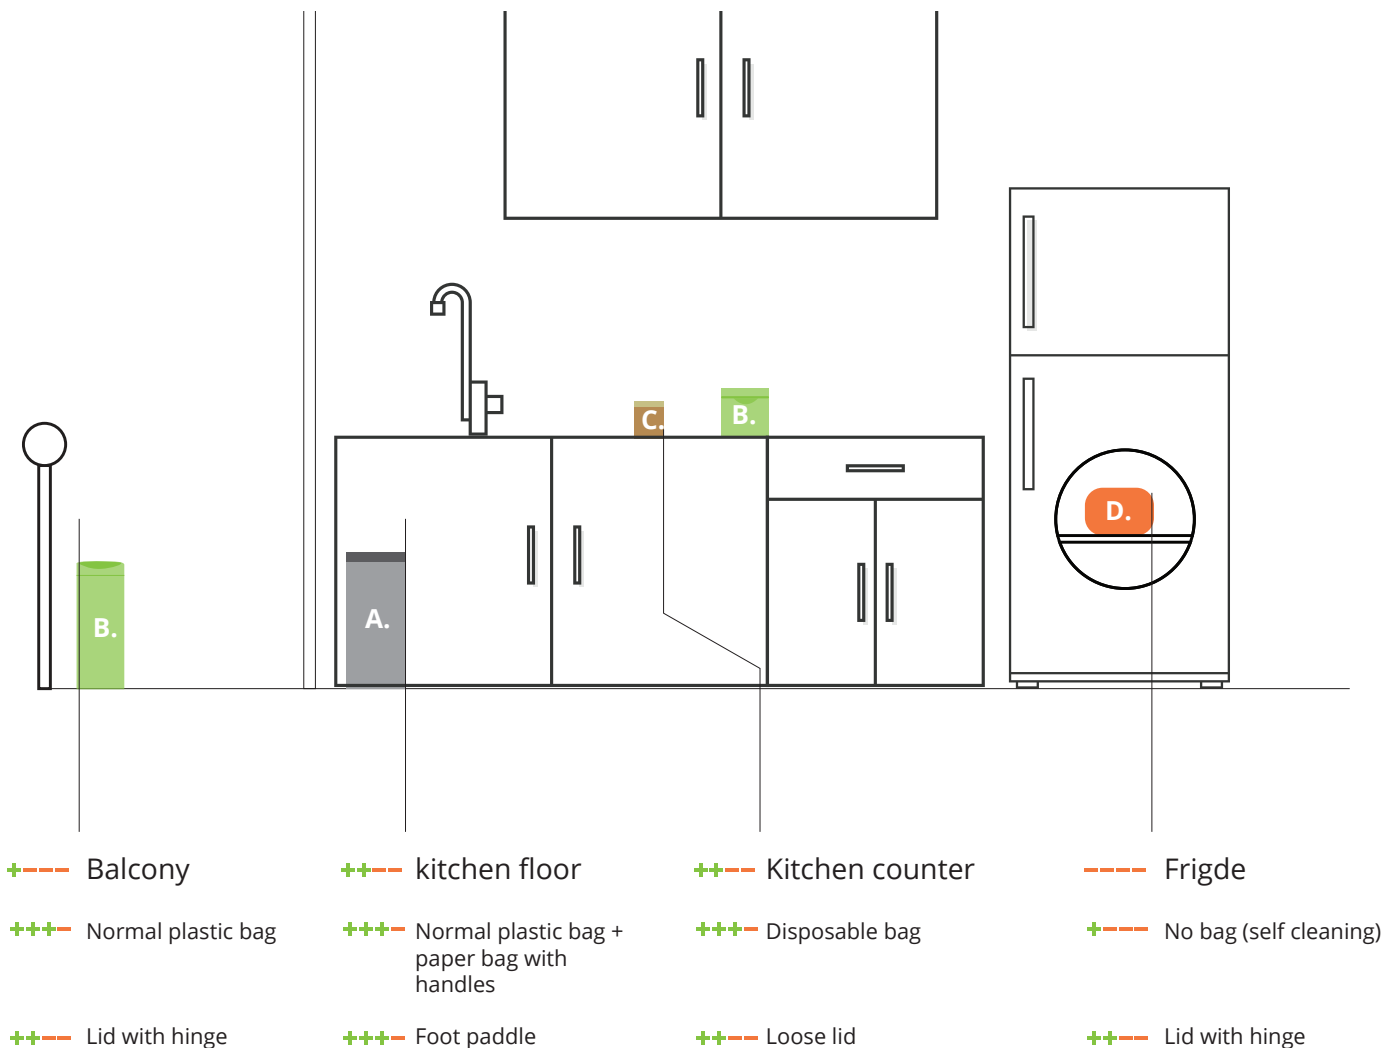 C.
B.
D.
A.
B.
+--- Balcony
++-- kitchen floor
++-- Kitchen counter
---- Frigde
+++- Normal plastic bag
+++- Normal plastic bag +
paper bag with
handles
+++- Disposable bag
+--- No bag (self cleaning)
++-- Lid with hinge
+++- Foot paddle
++-- Loose lid
++-- Lid with hinge